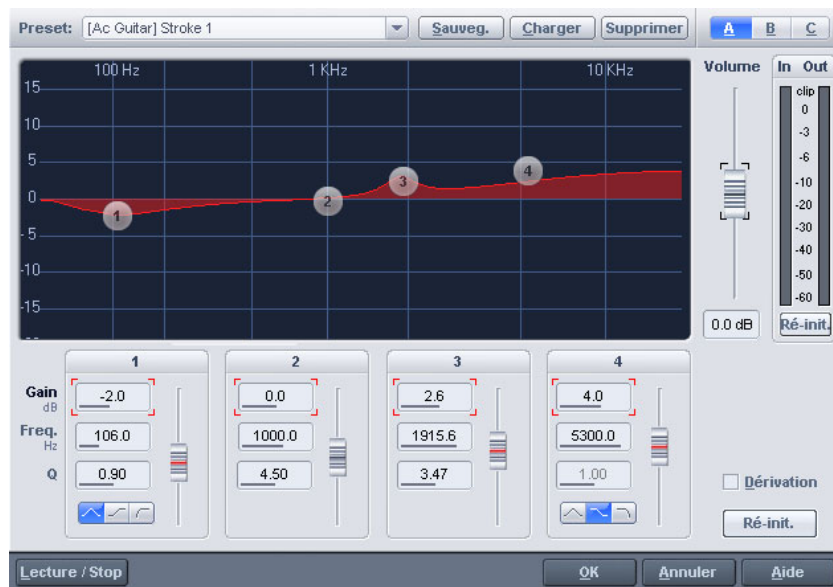 Preset: [Ac Guitar] Stroke 1 Sauveg. Charger Supprimer A B C
100 Hz 1 KHz 10 KHz
15
10
5
0
- 5
-10
-15
1 2 3 4
Volume
0.0 dB
In Out
clip
0
-3
-6
-10
-20
-30
-40
-50
-60
Ré-init.
1 2 3 4
Gain dB -2.0 0.0 2.6 4.0
Freq. Hz 106.0 1000.0 1915.6 5300.0
Q 0.90 4.50 3.47 1.00
Dérivation
Ré-init.
Lecture / Stop OK Annuler Aide